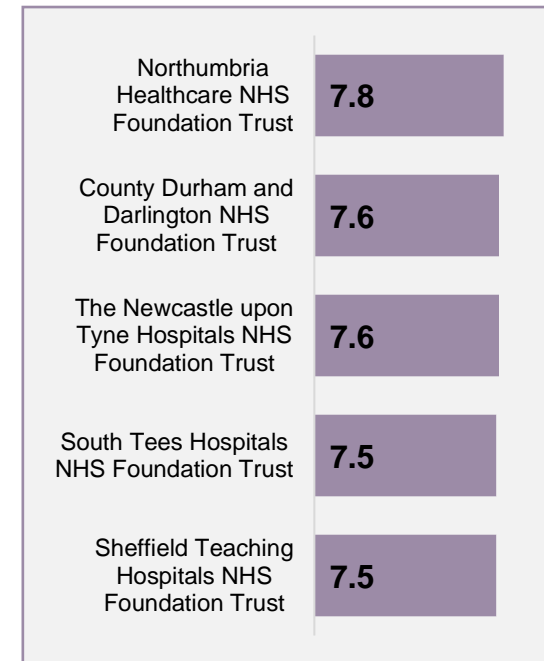 Northumbria
Healthcare NHS
Foundation Trust
7.8
County Durham and
Darlington NHS
Foundation Trust
7.6
The Newcastle upon
Tyne Hospitals NHS
Foundation Trust
7.6
South Tees Hospitals
NHS Foundation Trust
7.5
Sheffield Teaching
Hospitals NHS
Foundation Trust
7.5